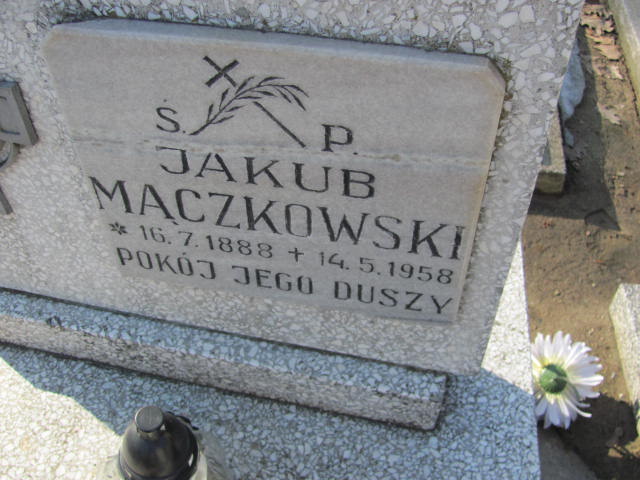 Ś. P.
JAKUB
MĄCZKOWSKI
* 16.7.1888 + 14.5.1958
POKÓJ JEGO DUSZY